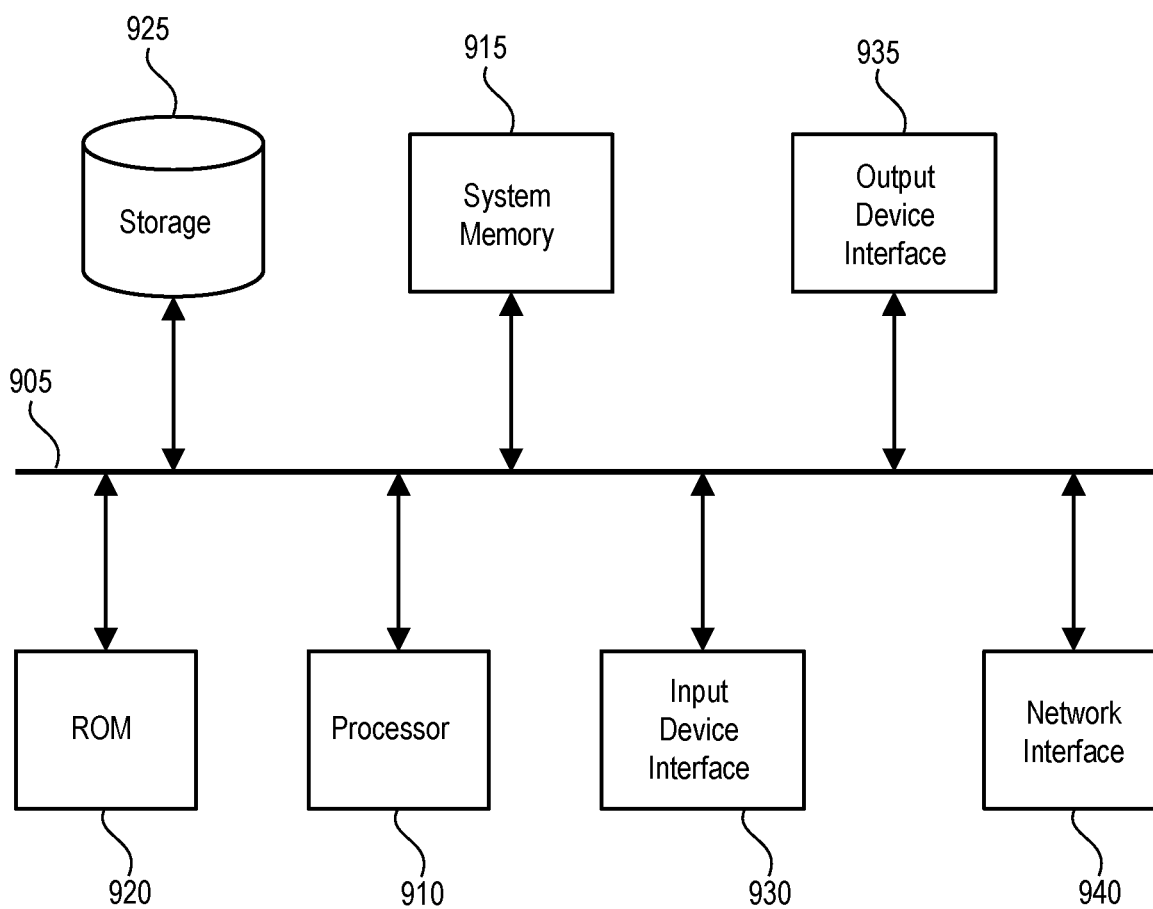 925
915
935
Storage
System
Memory
Output
Device
Interface
905
ROM
Processor
Input
Device
Interface
Network
Interface
920
910
930
940